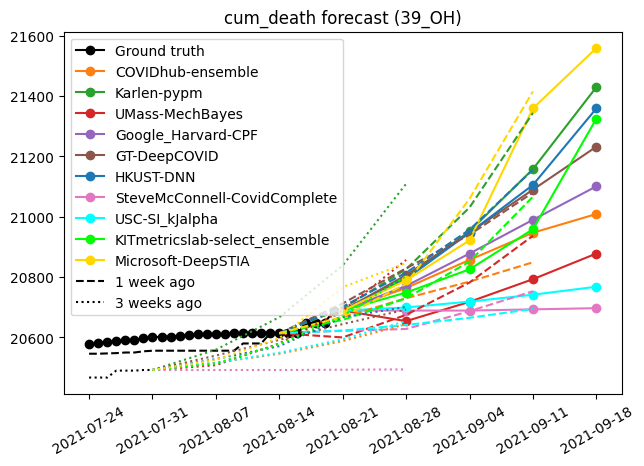 cum_death forecast (39_OH)
21600
21400
21200
21000
20800
20600
Ground truth
COVIDhub-ensemble
Karlen-pypm
UMass-MechBayes
Google_Harvard-CPF
GT-DeepCOVID
HKUST-DNN
SteveMcConnell-CovidComplete
USC-SI_kJalpha
KITmetricslab-select_ensemble
Microsoft-DeepSTIA
1 week ago
3 weeks ago
2021-07-24
2021-07-31
2021-08-07
2021-08-14
2021-08-21
2021-08-28
2021-09-04
2021-09-11
2021-09-18